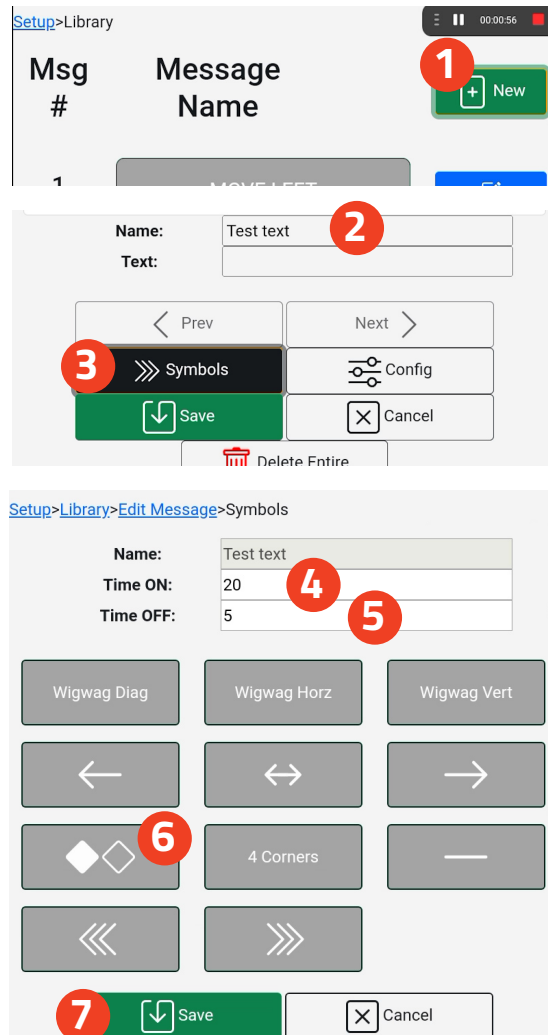 Setup>Library
00:00:56
Msg
#
Message
Name
1
New
1
MOVE LEFT
Name:
Test text
2
Text:
Prev
Next
3
Symbols
Config
Save
Cancel
Delete Entire
Setup>Library>Edit Message>Symbols
Name:
Test text
Time ON:
20
4
Time OFF:
5
5
Wigwag Diag
Wigwag Horz
Wigwag Vert
6
4 Corners
7
Save
Cancel